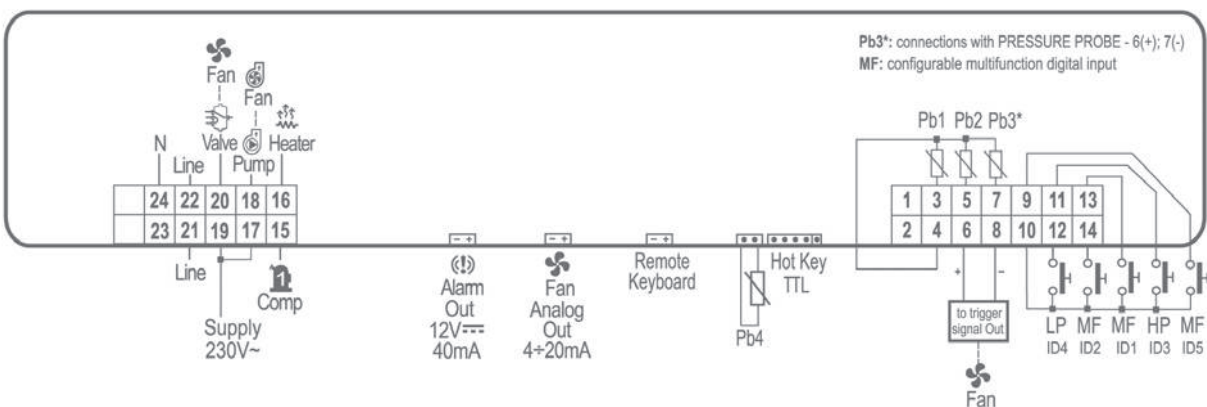 Pb3*: connections with PRESSURE PROBE - 6(+); 7(-)
MF: configurable multifunction digital input
Fan
Fan
N
Line
Valve
Pump
Heater
24 22 20 18 16
23 21 19 17 15
Line
Supply
230V~
1
Comp
- +
(!)
Alarm
Out
12V⎓
40mA
- +
Fan
Analog
Out
4÷20mA
- +
Remote
Keyboard
Pb4
Hot Key
TTL
Pb1 Pb2 Pb3*
1 3 5 7 9 11 13
2 4 6 8 10 12 14
+ -
to trigger
signal Out
Fan
LP MF MF HP MF
ID4 ID2 ID1 ID3 ID5